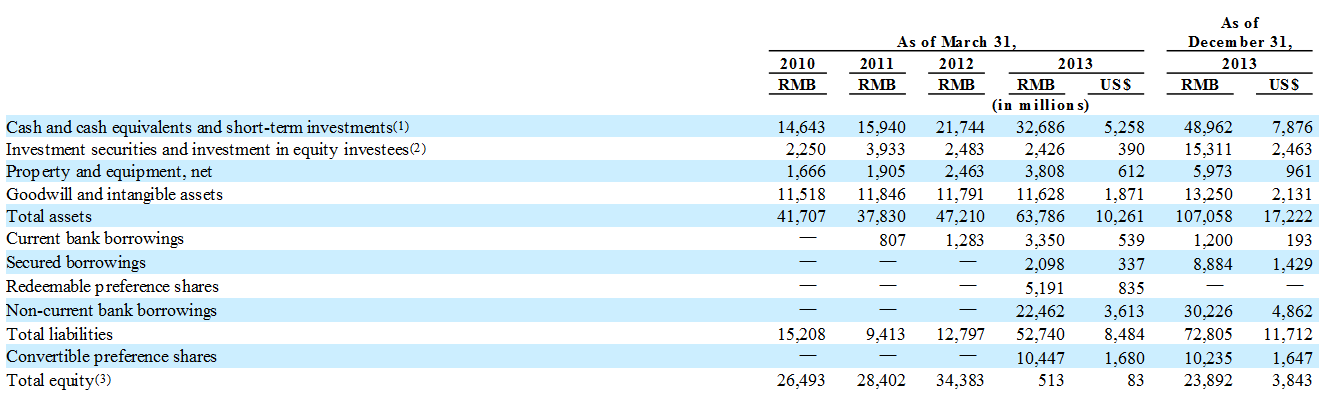 As of
As of March 31, December 31,
2010 2011 2012 2013 2013
RMB RMB RMB RMB US$ RMB US$
(in millions)
Cash and cash equivalents and short-term investments(1) 14,643 15,940 21,744 32,686 5,258 48,962 7,876
Investment securities and investment in equity investees(2) 2,250 3,933 2,483 2,426 390 15,311 2,463
Property and equipment, net 1,666 1,905 2,463 3,808 612 5,973 961
Goodwill and intangible assets 11,518 11,846 11,791 11,628 1,871 13,250 2,131
Total assets 41,707 37,830 47,210 63,786 10,261 107,058 17,222
Current bank borrowings — 807 1,283 3,350 539 1,200 193
Secured borrowings — — — 2,098 337 8,884 1,429
Redeemable preference shares — — — 5,191 835 — —
Non-current bank borrowings — — — 22,462 3,613 30,226 4,862
Total liabilities 15,208 9,413 12,797 52,740 8,484 72,805 11,712
Convertible preference shares — — — 10,447 1,680 10,235 1,647
Total equity(3) 26,493 28,402 34,383 513 83 23,892 3,843